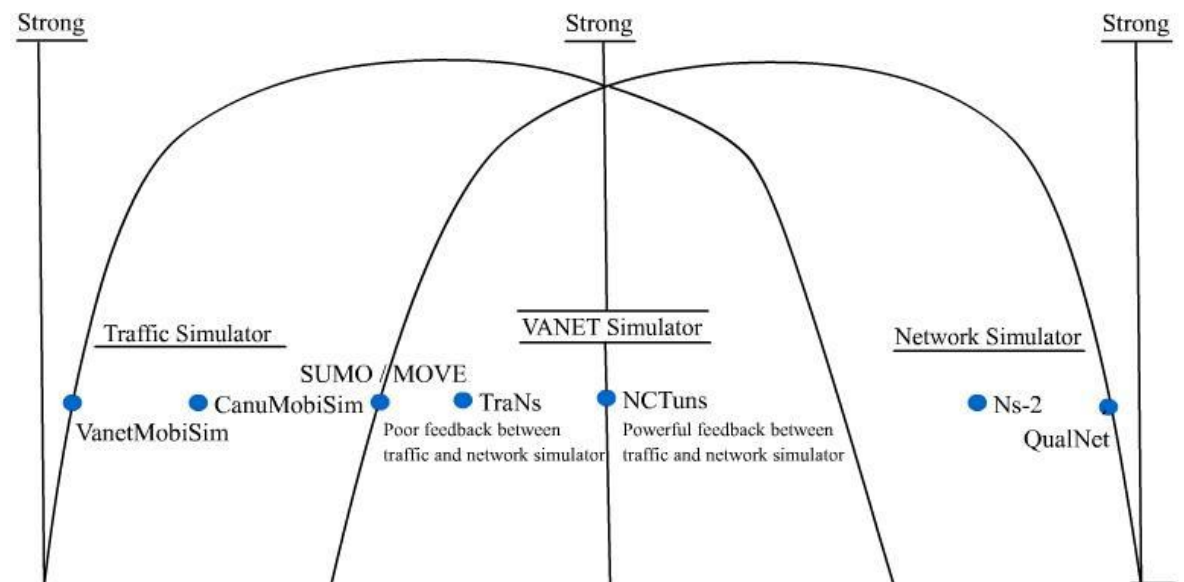 Strong
Strong
Strong
Traffic Simulator
VANET Simulator
Network Simulator
SUMO / MOVE
CanuMobiSim
TraNs
NCTuns
Ns-2
VanetMobiSim
Poor feedback between
traffic and network simulator
Powerful feedback between
traffic and network simulator
QualNet